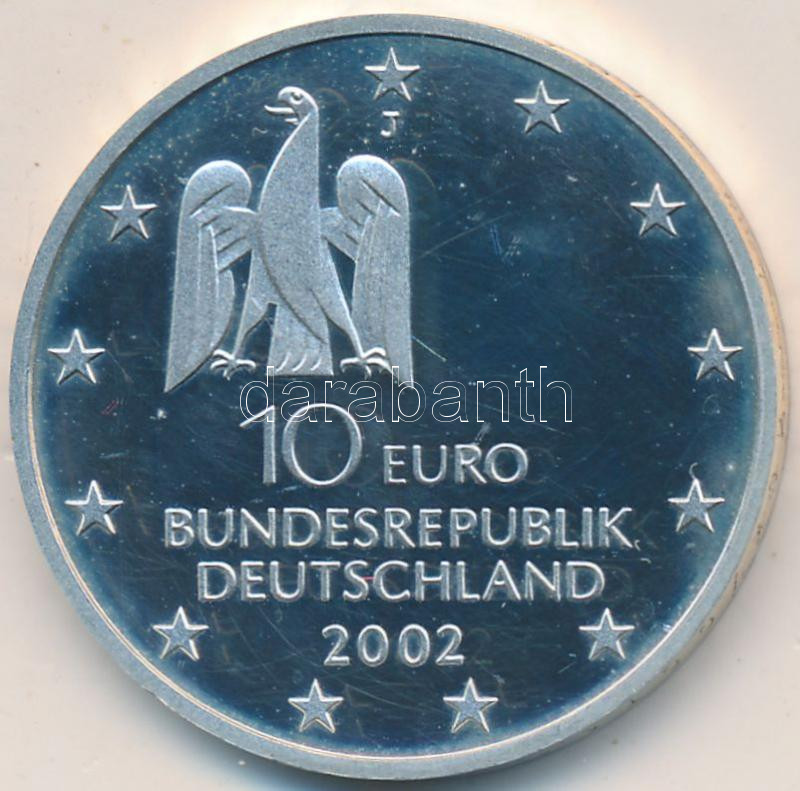 J
darabanth
10 EURO
BUNDESREPUBLIK
DEUTSCHLAND
2002